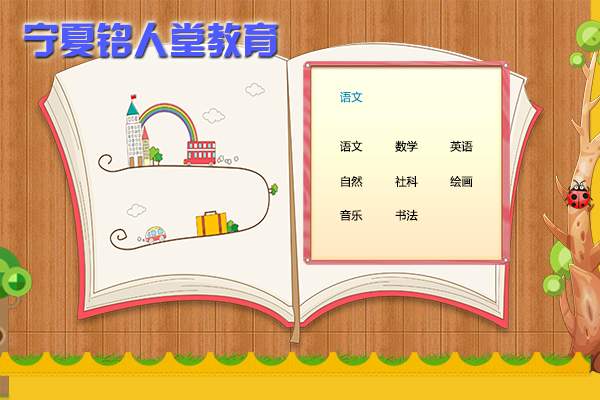 宁夏铭人堂教育
语文
语文 数学 英语
自然 社科 绘画
音乐 书法